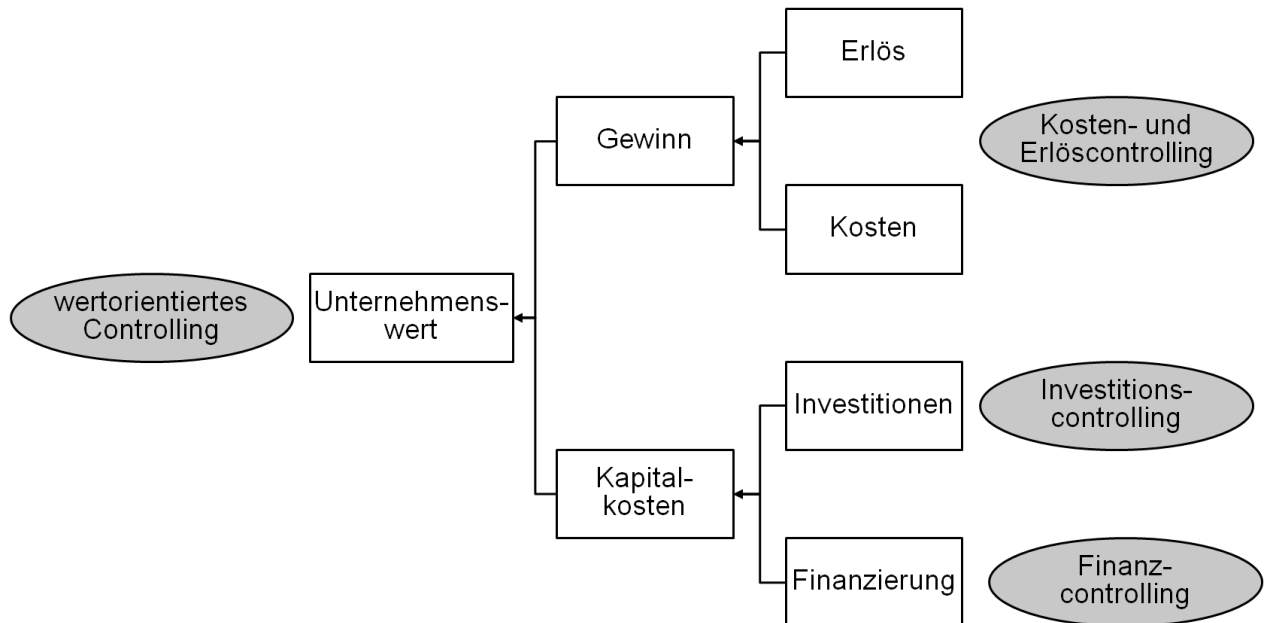 Erlös
Kosten- und
Erlöscontrolling
Gewinn
Kosten
wertorientiertes
Controlling
Unternehmens-
wert
Investitionen
Investitions-
controlling
Kapital-
kosten
Finanzierung
Finanz-
controlling